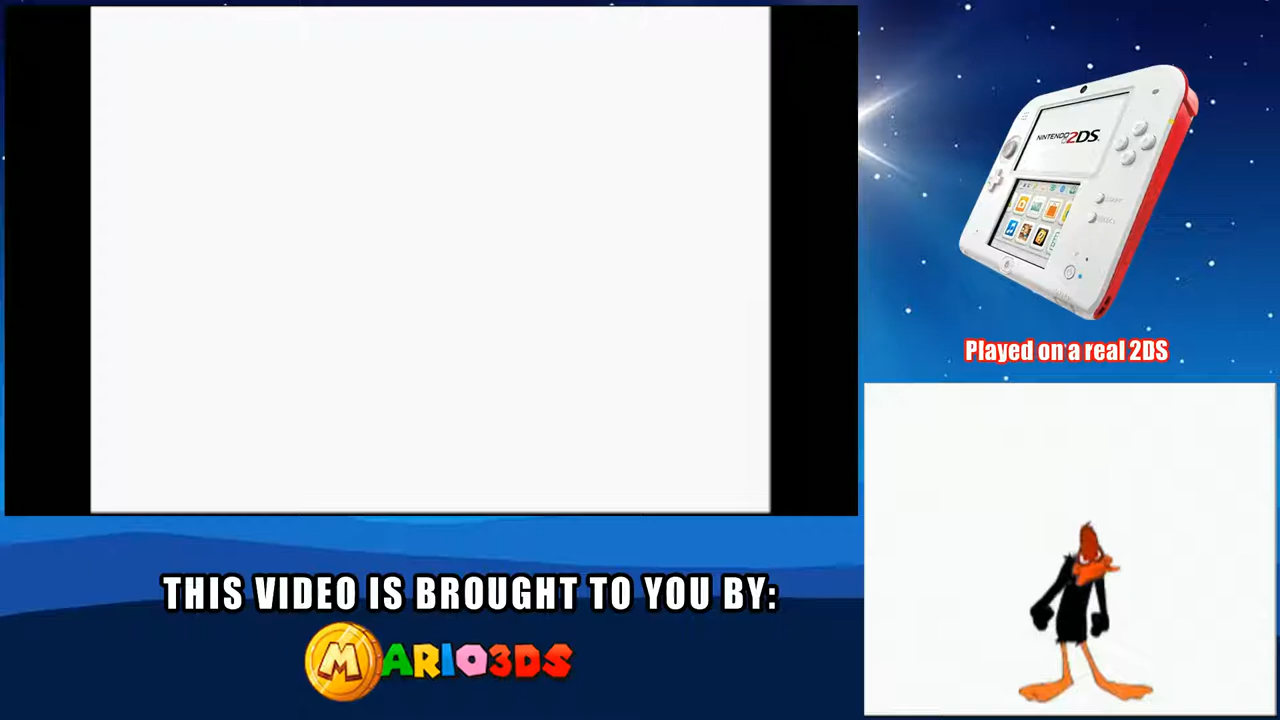 NINTENDO 2DS
Played on a real 2DS
THIS VIDEO IS BROUGHT TO YOU BY:
MARIO3DS